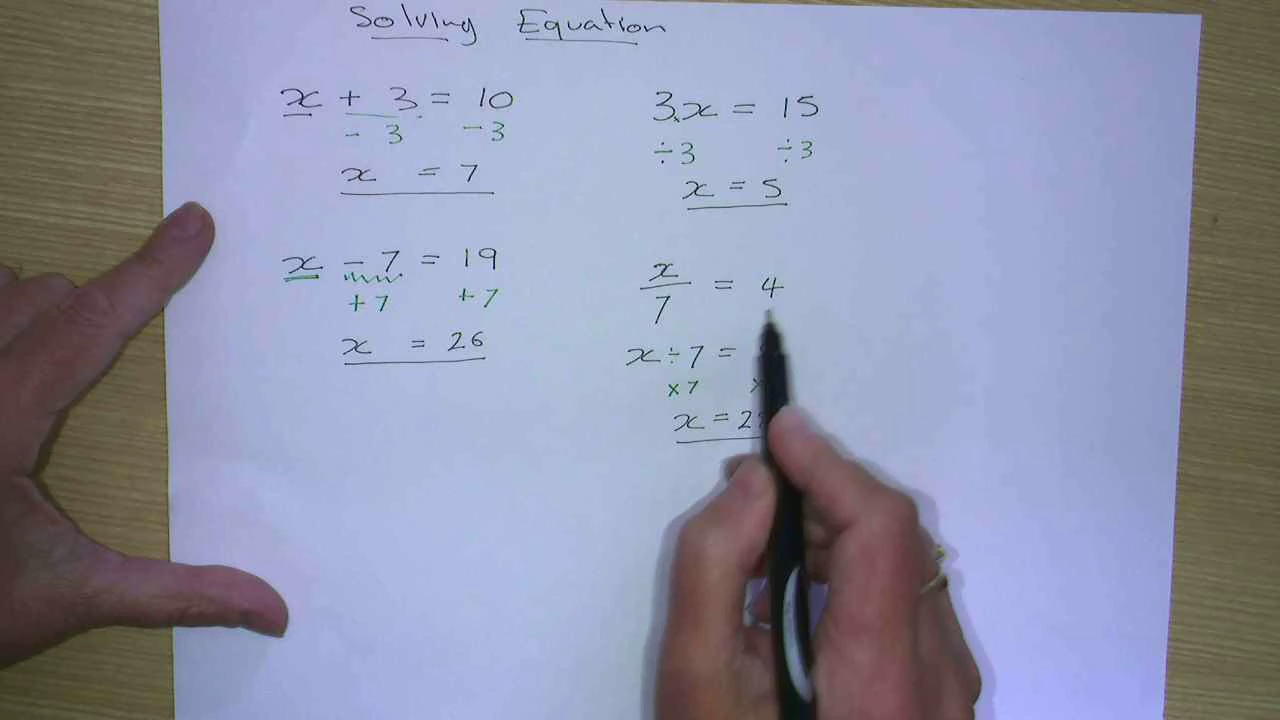 Solving Equation
x + 3 = 10
- 3 - 3
x = 7
3x = 15
÷3 ÷3
x = 5
x - 7 = 19
+7 +7
x = 26
x
7 = 4
x ÷ 7 =
×7 ×
x = 2